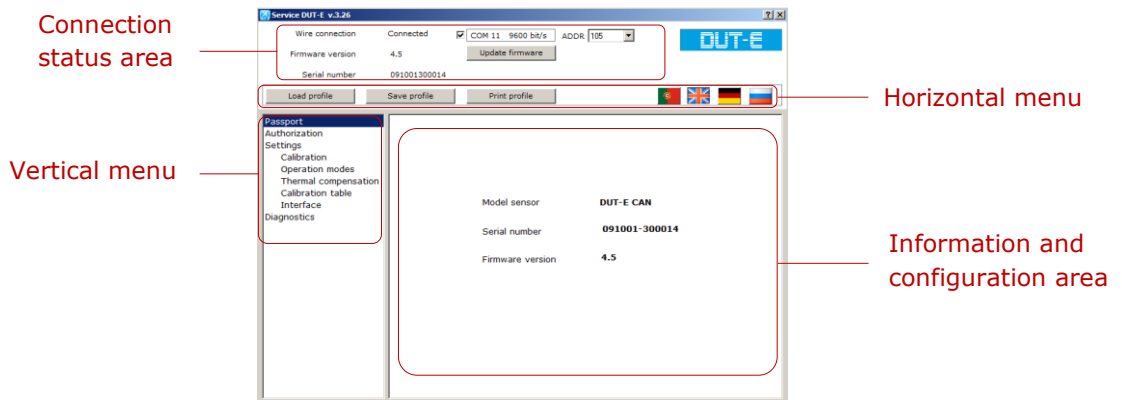 Service DUT-E v.3.26
Connection status area
Wire connection Connected COM 11 9600 bit/s ADDR 105
DUT-E
Firmware version 4.5 Update firmware
Serial number 091001300014
Load profile Save profile Print profile
Horizontal menu
Vertical menu
Passport
Authorization
Settings
Calibration
Operation modes
Thermal compensation
Calibration table
Interface
Diagnostics
Model sensor DUT-E CAN
Serial number 091001-300014
Firmware version 4.5
Information and
configuration area